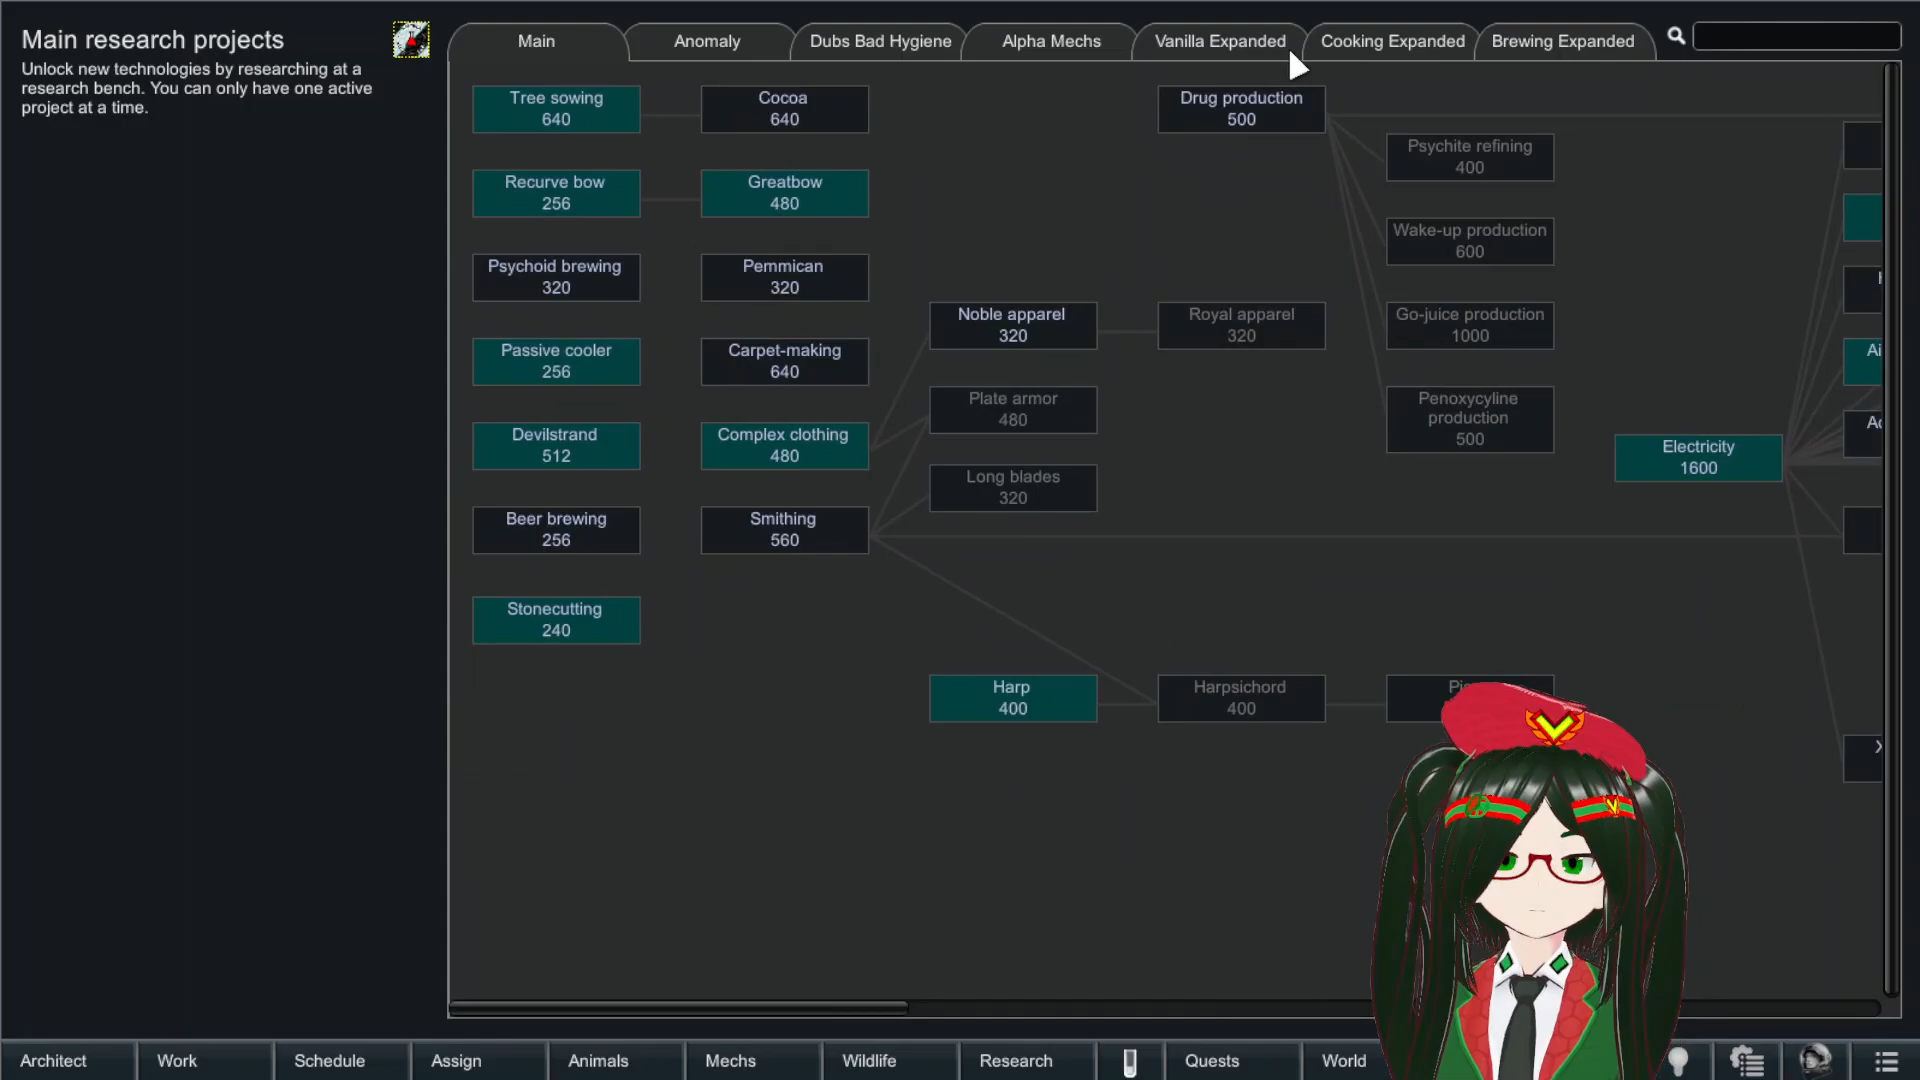 Main research projects
Unlock new technologies by researching at a
research bench. You can only have one active
project at a time.
Main
Anomaly
Dubs Bad Hygiene
Alpha Mechs
Vanilla Expanded
Cooking Expanded
Brewing Expanded
Tree sowing
640
Cocoa
640
Drug production
500
Psychite refining
400
Recurve bow
256
Greatbow
480
Wake-up production
600
Psychoid brewing
320
Pemmican
320
Noble apparel
320
Royal apparel
320
Go-juice production
1000
Passive cooler
256
Carpet-making
640
Plate armor
480
Penoxycyline
production
500
Devilstrand
512
Complex clothing
480
Long blades
320
Electricity
1600
Beer brewing
256
Smithing
560
Stonecutting
240
Harp
400
Harpsichord
400
Architect
Work
Schedule
Assign
Animals
Mechs
Wildlife
Research
Quests
World